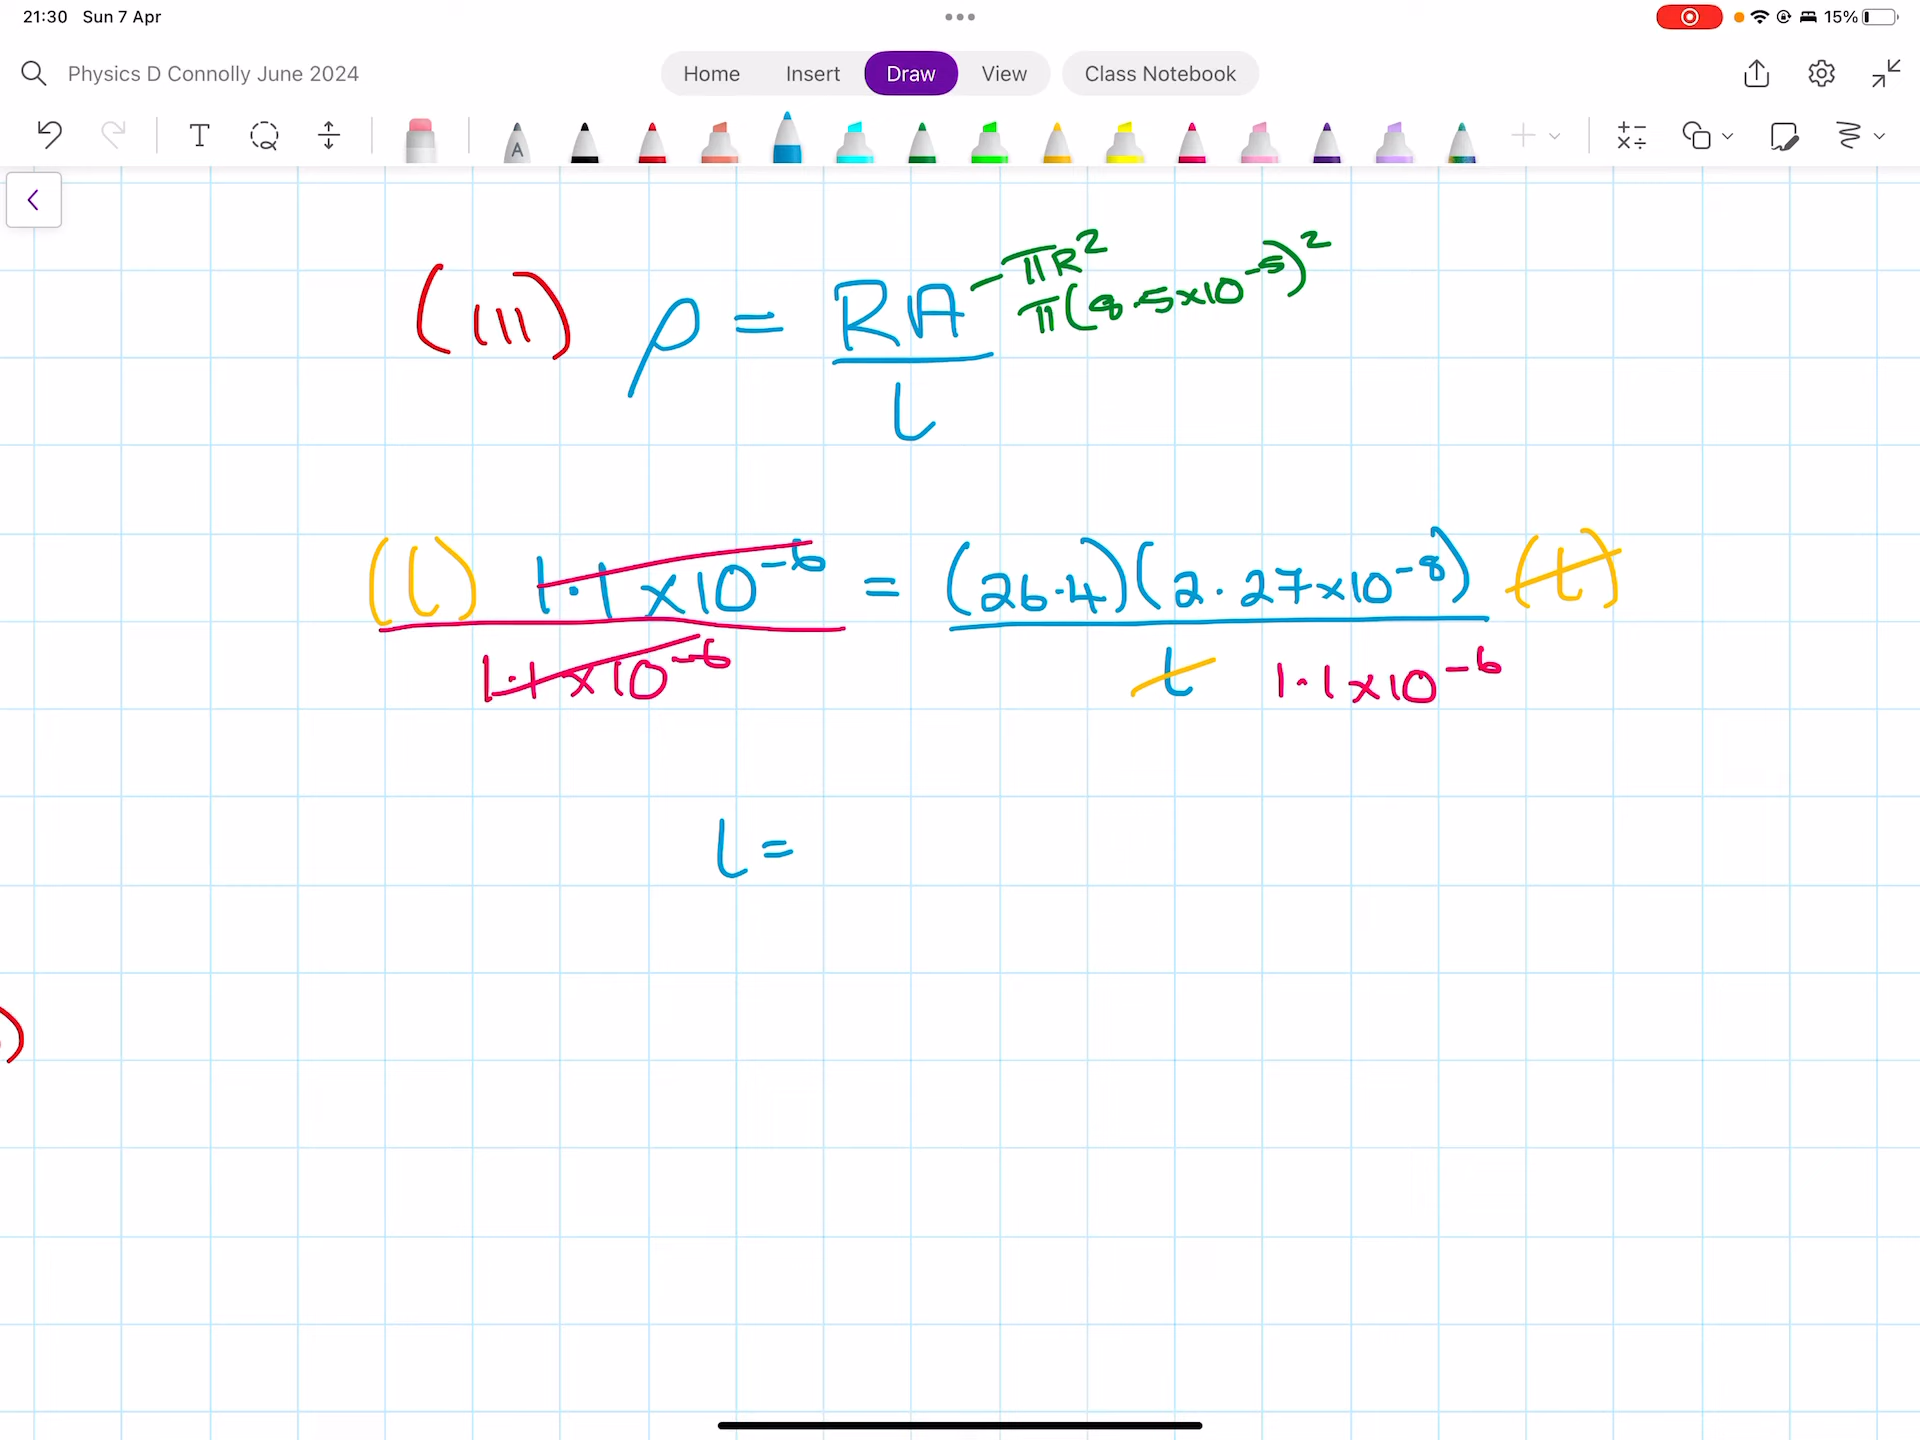 21:30 Sun 7 Apr
15%
Physics D Connolly June 2024
Home Insert Draw View Class Notebook
T A
(III) ρ = RA/L
πR²
π(8.5×10⁻⁵)²
(L) 1.1×10⁻⁶ = (26.4)(2.27×10⁻⁸) (L)
1.1×10⁻⁶ L 1.1×10⁻⁶
L =
)